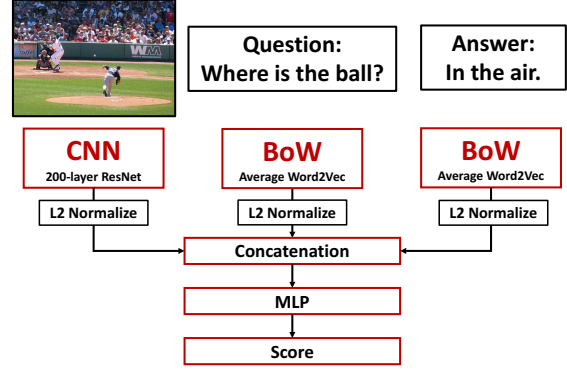 WM
Question:
Where is the ball?
Answer:
In the air.
CNN
200-layer ResNet
BoW
Average Word2Vec
BoW
Average Word2Vec
L2 Normalize
L2 Normalize
L2 Normalize
Concatenation
MLP
Score